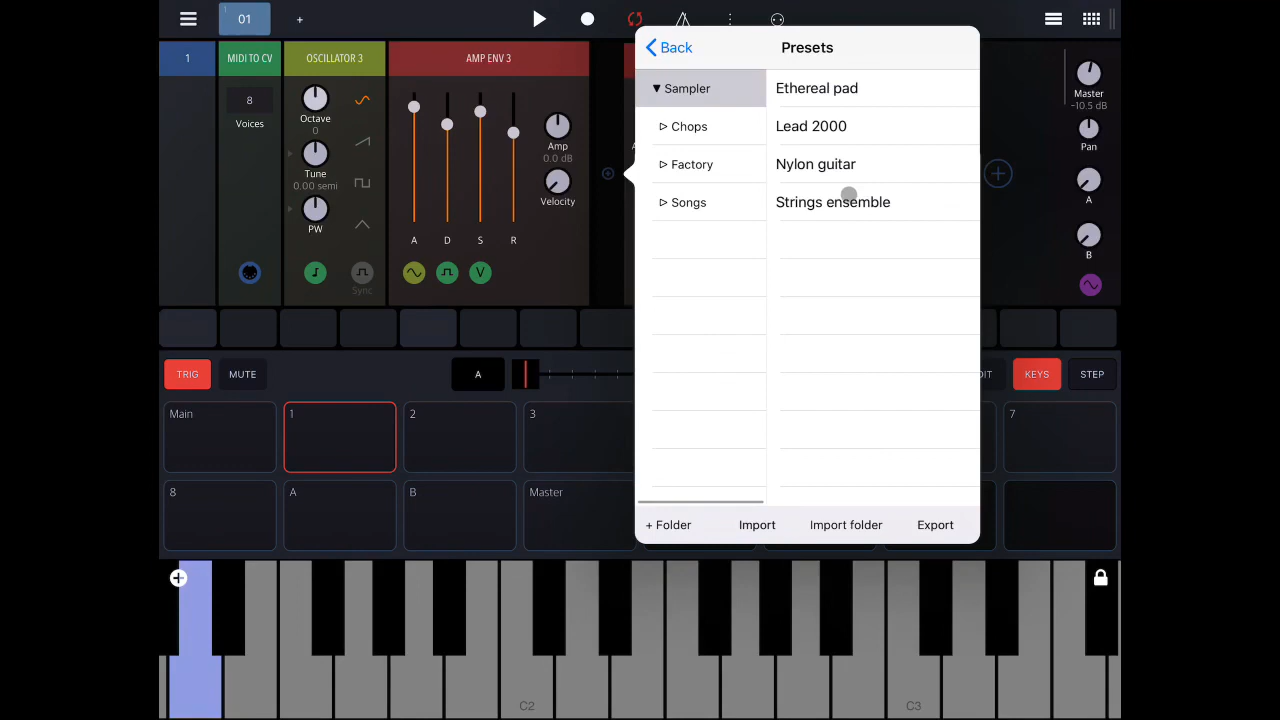 1
01
+
Back
Presets
1
MIDI TO CV
OSCILLATOR 3
AMP ENV 3
8
Voices
Octave
0
Tune
0.00 semi
PW
Amp
0.0 dB
Velocity
A
D
S
R
V
Sync
Sampler
Chops
Factory
Songs
Ethereal pad
Lead 2000
Nylon guitar
Strings ensemble
Master
-10.5 dB
Pan
A
B
+ Folder
Import
Import folder
Export
TRIG
MUTE
A
DIT
KEYS
STEP
Main
1
2
3
7
8
A
B
Master
C2
C3